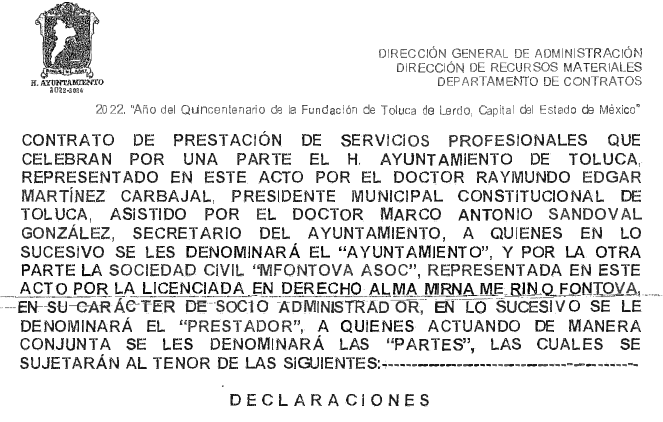 H. AYUNTAMIENTO
2022-2024
DIRECCIÓN GENERAL DE ADMINISTRACIÓN
DIRECCIÓN DE RECURSOS MATERIALES
DEPARTAMENTO DE CONTRATOS
2022. "Año del Quincentenario de la Fundación de Toluca de Lerdo, Capital del Estado de México"
CONTRATO DE PRESTACIÓN DE SERVICIOS PROFESIONALES QUE
CELEBRAN POR UNA PARTE EL H. AYUNTAMIENTO DE TOLUCA,
REPRESENTADO EN ESTE ACTO POR EL DOCTOR RAYMUNDO EDGAR
MARTÍNEZ CARBAJAL, PRESIDENTE MUNICIPAL CONSTITUCIONAL DE
TOLUCA, ASISTIDO POR EL DOCTOR MARCO ANTONIO SANDOVAL
GONZÁLEZ, SECRETARIO DEL AYUNTAMIENTO, A QUIENES EN LO
SUCESIVO SE LES DENOMINARÁ EL "AYUNTAMIENTO", Y POR LA OTRA
PARTE LA SOCIEDAD CIVIL "MFONTOVA ASOC", REPRESENTADA EN ESTE
ACTO POR LA LICENCIADA EN DERECHO ALMA MIRNA MERINO FONTOVA,
EN SU CARÁCTER DE SOCIO ADMINISTRADOR, EN LO SUCESIVO SE LE
DENOMINARÁ EL "PRESTADOR", A QUIENES ACTUANDO DE MANERA
CONJUNTA SE LES DENOMINARÁ LAS "PARTES", LAS CUALES SE
SUJETARÁN AL TENOR DE LAS SIGUIENTES:---------------------------------------
DECLARACIONES